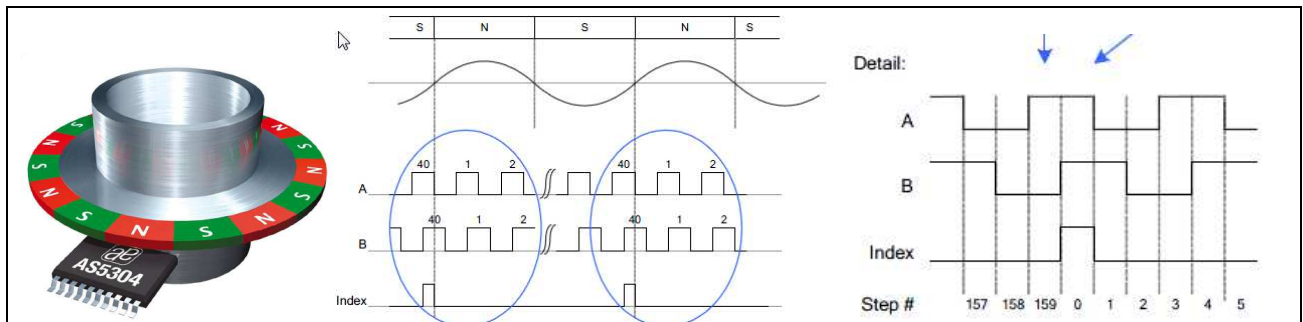 S N S N S
N S N S N S N S N S N
ae
AS5304
40 1 2 40 1 2
A
40 1 2 40 1 2
B
Index
Detail:
A
B
Index
Step # 157 158 159 0 1 2 3 4 5